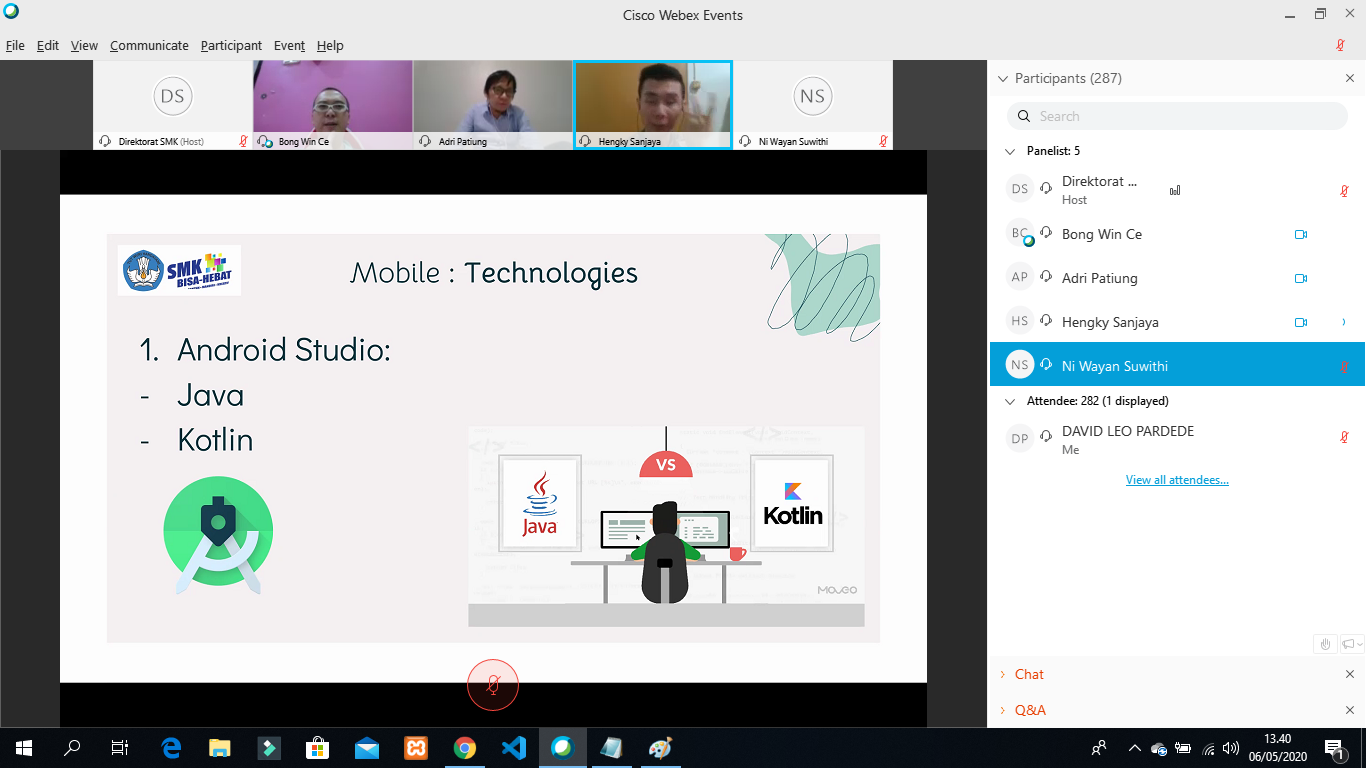 Cisco Webex Events
File Edit View Communicate Participant Event Help
DS
Direktorat SMK (Host)
Bong Win Ce
Adri Patiung
Hengky Sanjaya
NS
Ni Wayan Suwithi
SMK
BISA-HEBAT
Mobile : Technologies
1. Android Studio:
- Java
- Kotlin
VS
Java
Kotlin
Moveo
Participants (287)
Search
Panelist: 5
DS Direktorat ...
Host
BC Bong Win Ce
AP Adri Patiung
HS Hengky Sanjaya
NS Ni Wayan Suwithi
Attendee: 282 (1 displayed)
DP DAVID LEO PARDEDE
Me
View all attendees...
Chat
Q&A
13.40
06/05/2020
1